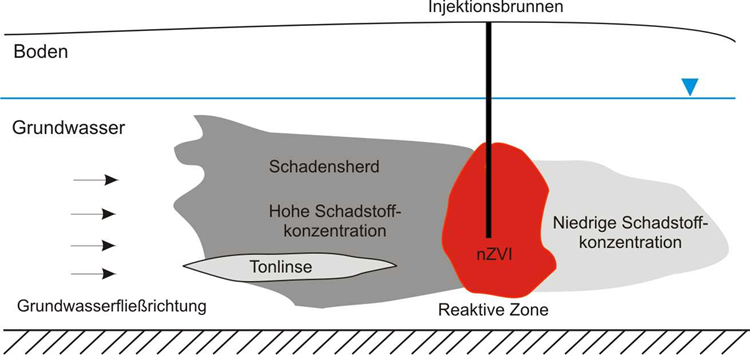 Injektionsbrunnen
Boden
Grundwasser
Schadensherd
Hohe Schadstoff-
konzentration
Niedrige Schadstoff-
konzentration
nZVI
Tonlinse
Grundwasserfließrichtung
Reaktive Zone